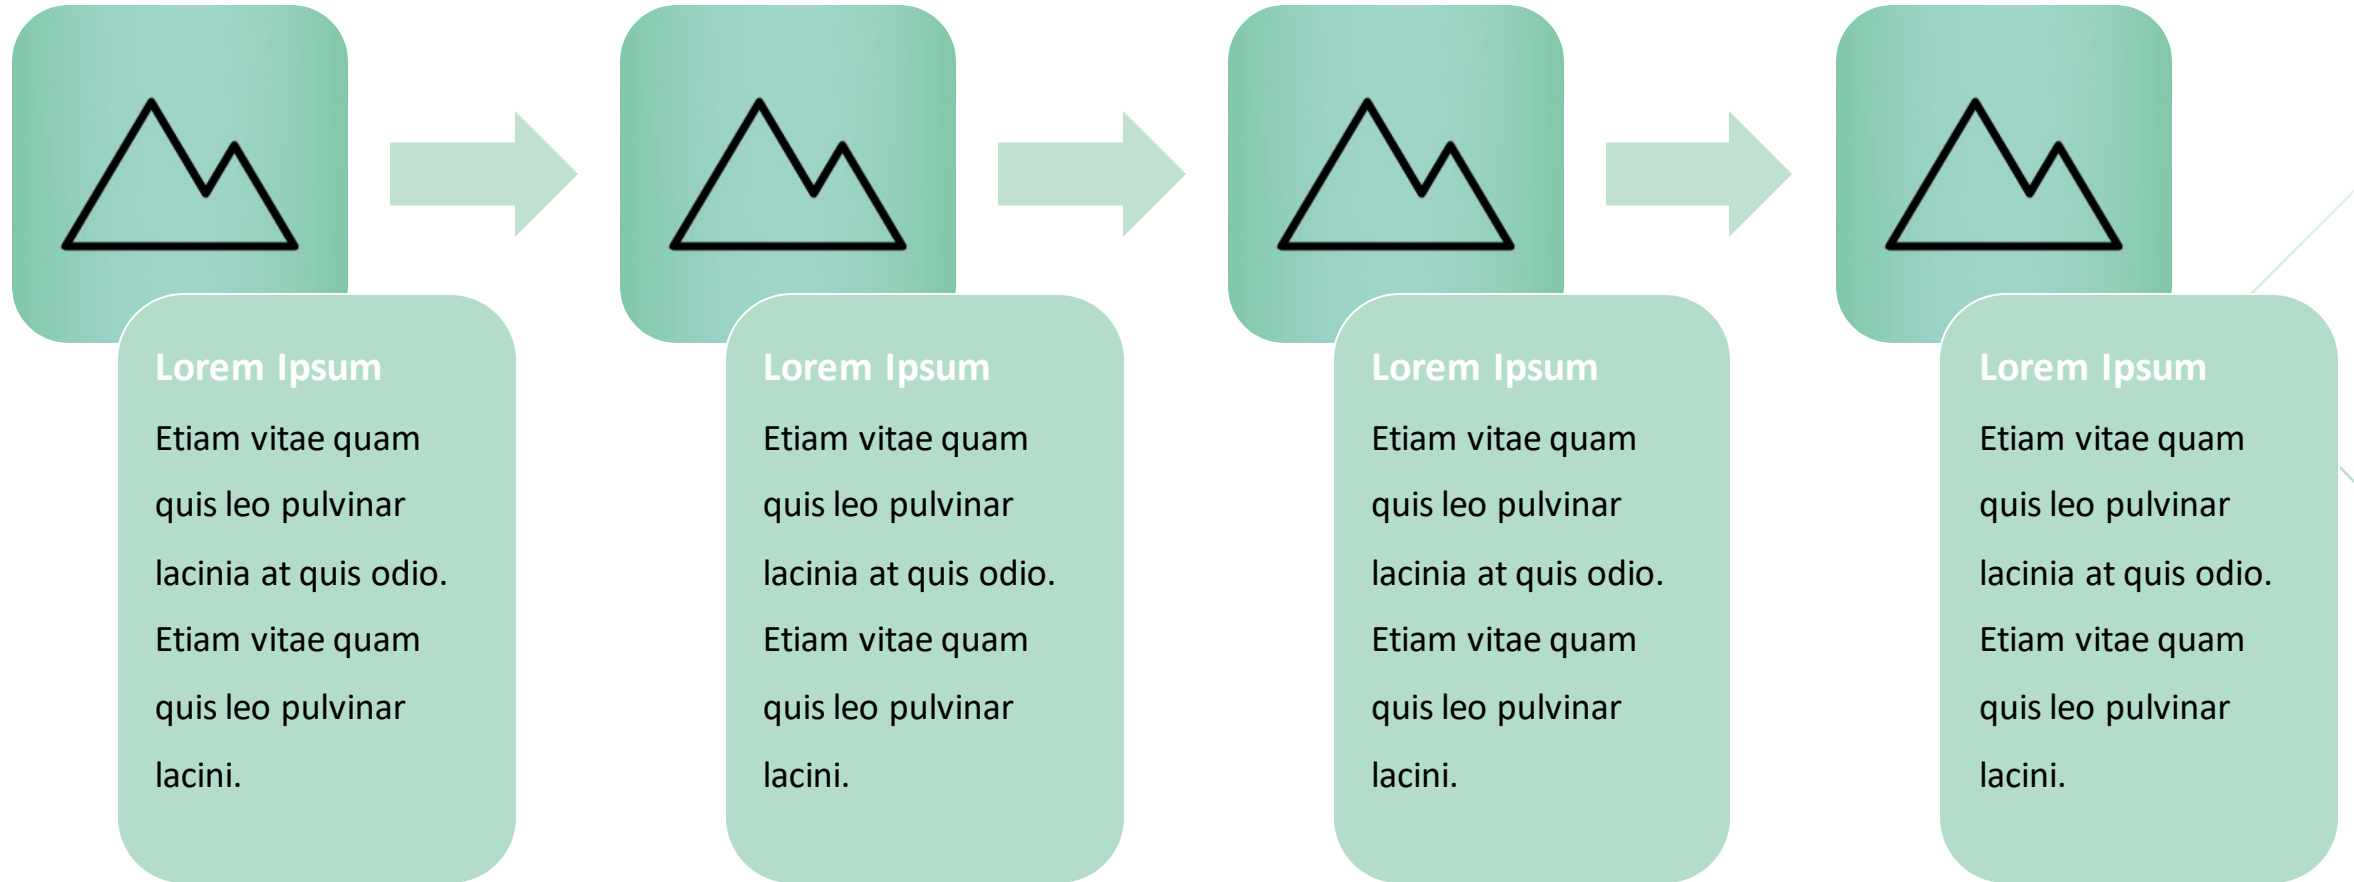 Lorem Ipsum
Etiam vitae quam
quis leo pulvinar
lacinia at quis odio.
Etiam vitae quam
quis leo pulvinar
lacini.
Lorem Ipsum
Etiam vitae quam
quis leo pulvinar
lacinia at quis odio.
Etiam vitae quam
quis leo pulvinar
lacini.
Lorem Ipsum
Etiam vitae quam
quis leo pulvinar
lacinia at quis odio.
Etiam vitae quam
quis leo pulvinar
lacini.
Lorem Ipsum
Etiam vitae quam
quis leo pulvinar
lacinia at quis odio.
Etiam vitae quam
quis leo pulvinar
lacini.